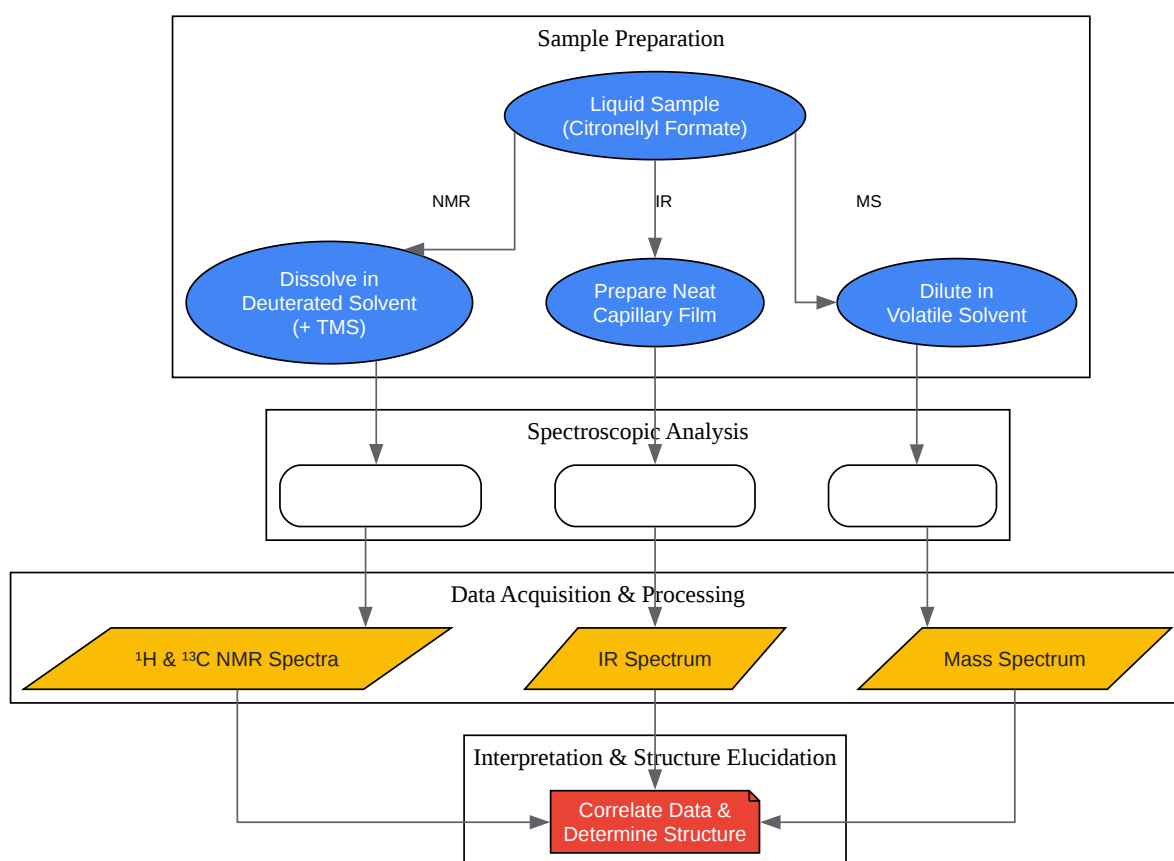 Sample Preparation
Liquid Sample
(Citronellyl Formate)
NMR
IR
MS
Dissolve in
Deuterated Solvent
(+ TMS)
Prepare Neat
Capillary Film
Dilute in
Volatile Solvent
Spectroscopic Analysis
Data Acquisition & Processing
¹H & ¹³C NMR Spectra
IR Spectrum
Mass Spectrum
Interpretation & Structure Elucidation
Correlate Data &
Determine Structure